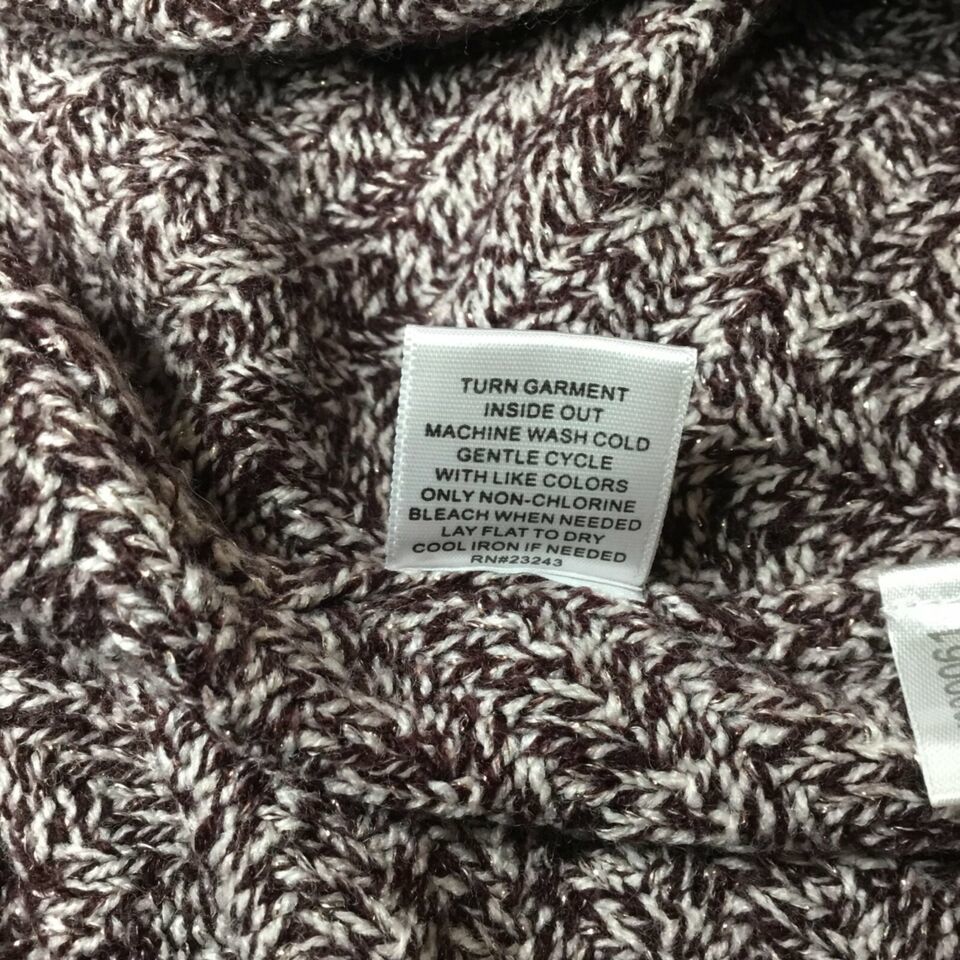 TURN GARMENT
INSIDE OUT
MACHINE WASH COLD
GENTLE CYCLE
WITH LIKE COLORS
ONLY NON-CHLORINE
BLEACH WHEN NEEDED
LAY FLAT TO DRY
COOL IRON IF NEEDED
RN#23243